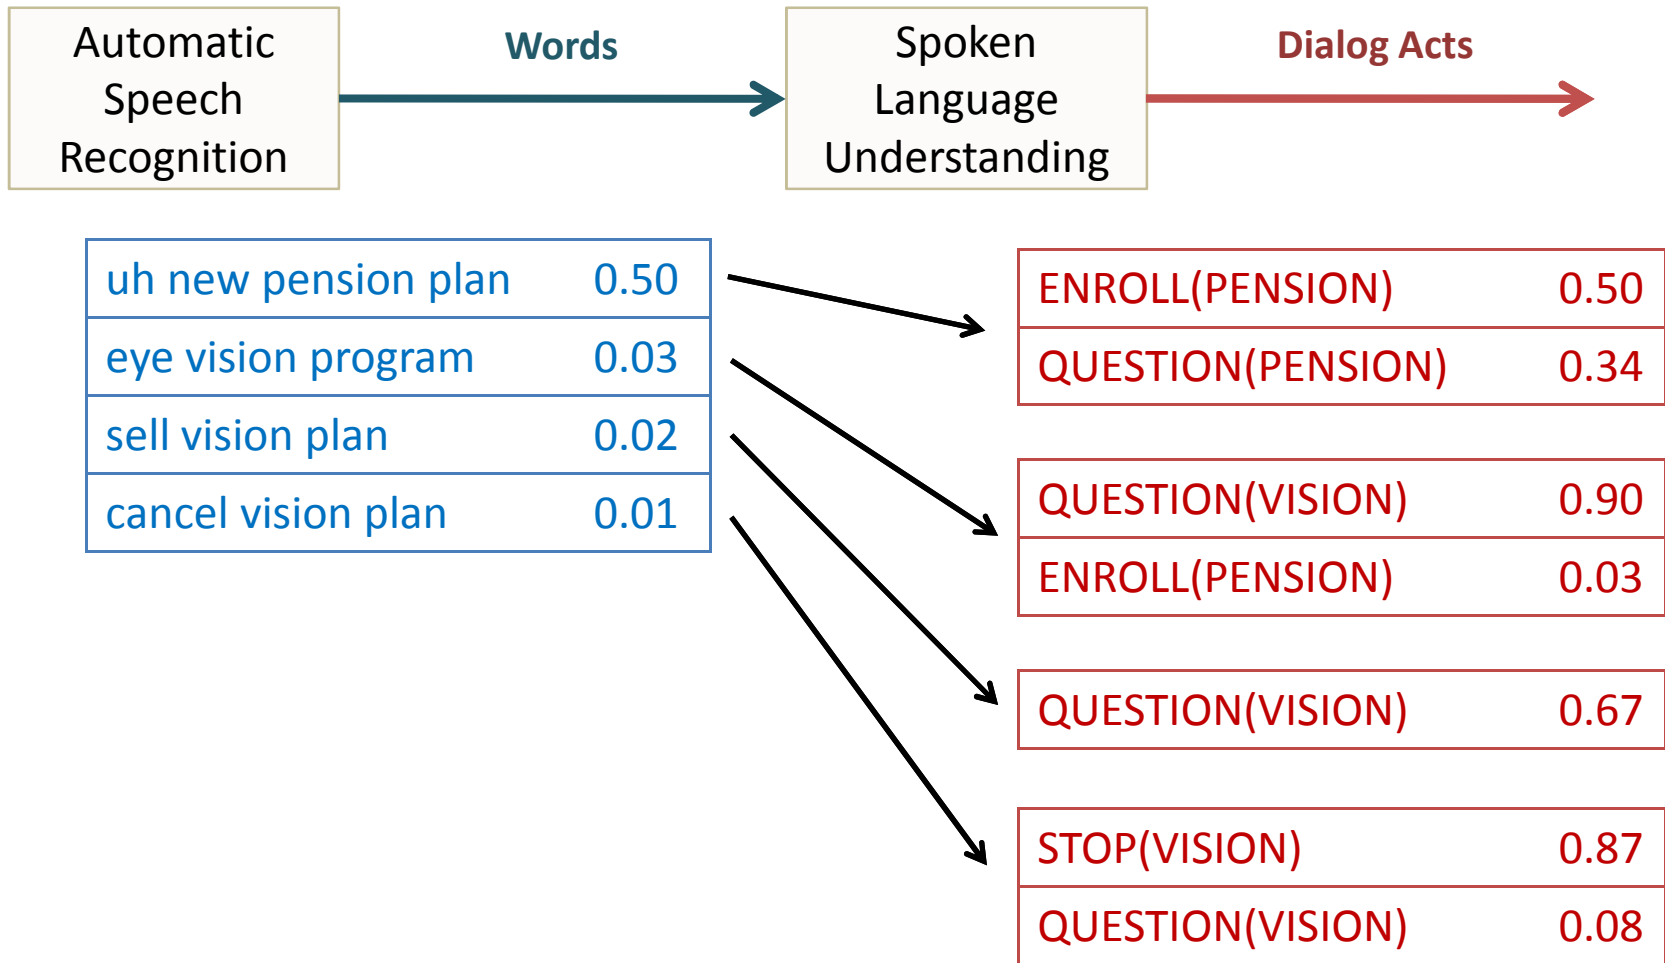 Automatic
Speech
Recognition
Words
Spoken
Language
Understanding
Dialog Acts
uh new pension plan 0.50
eye vision program 0.03
sell vision plan 0.02
cancel vision plan 0.01
ENROLL(PENSION) 0.50
QUESTION(PENSION) 0.34
QUESTION(VISION) 0.90
ENROLL(PENSION) 0.03
QUESTION(VISION) 0.67
STOP(VISION) 0.87
QUESTION(VISION) 0.08